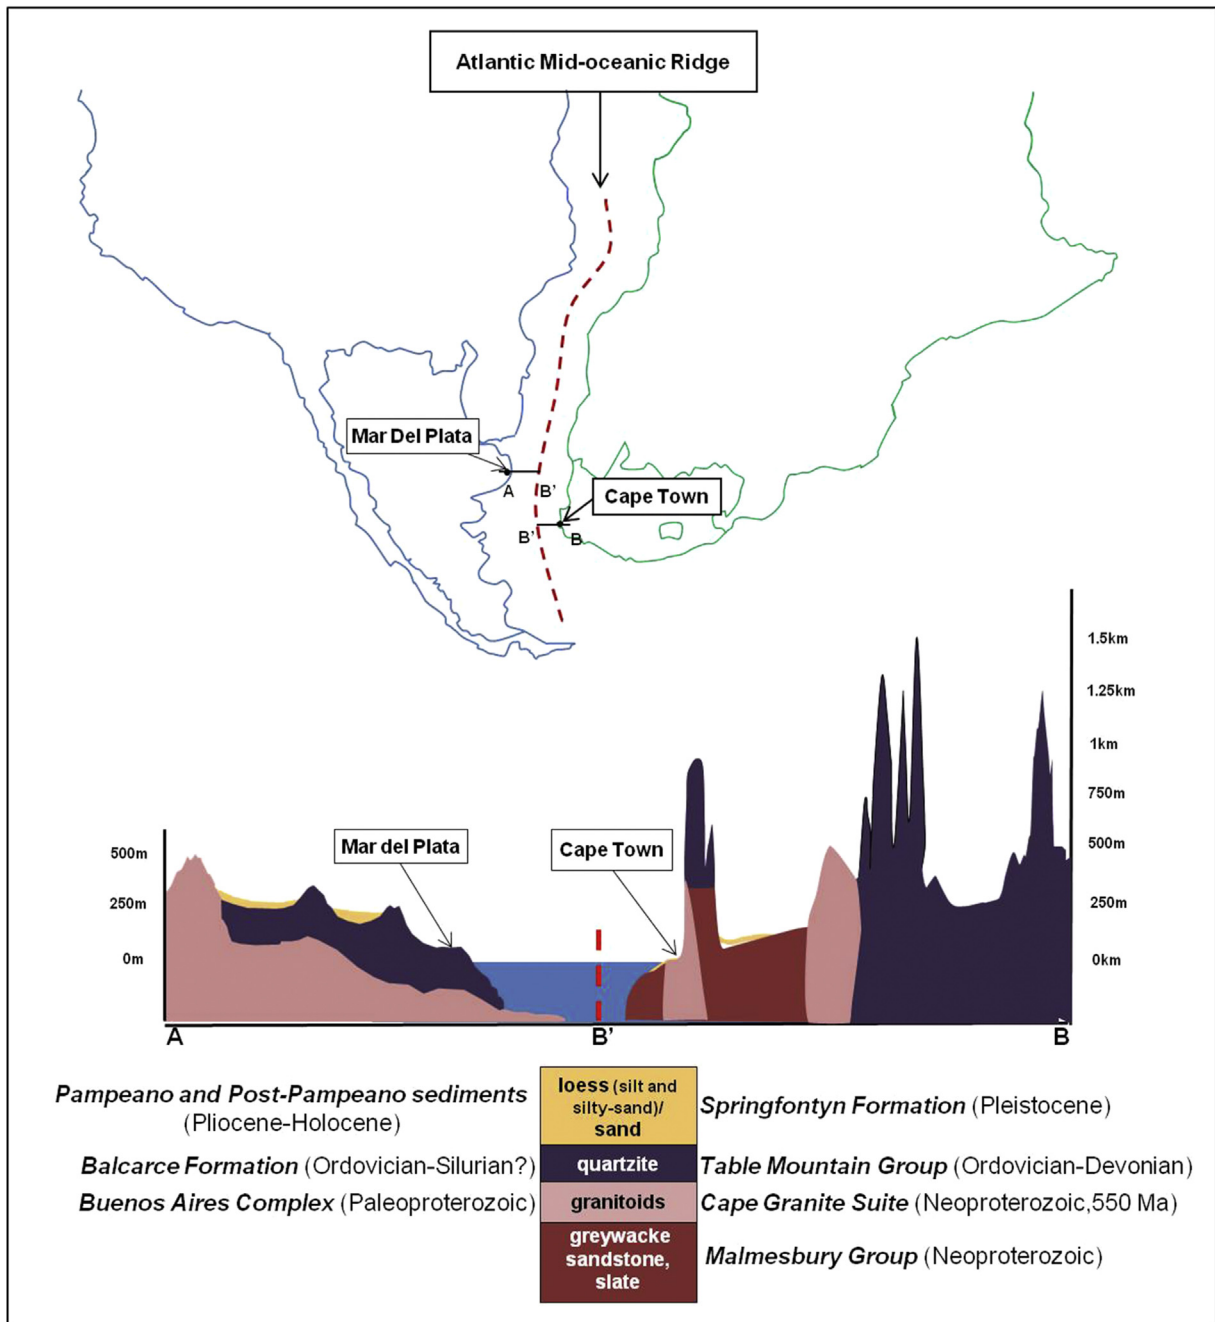 Atlantic Mid-oceanic Ridge
Mar Del Plata
A
B'
Cape Town
B'
B
1.5km
1.25km
1km
750m
500m
250m
0km
500m
250m
0m
Mar del Plata
Cape Town
A
B'
B
Pampeano and Post-Pampeano sediments
(Pliocene-Holocene)
loess (silt and
silty-sand)/
sand
Springfontyn Formation (Pleistocene)
Balcarce Formation (Ordovician-Silurian?)
quartzite
Table Mountain Group (Ordovician-Devonian)
Buenos Aires Complex (Paleoproterozoic)
granitoids
Cape Granite Suite (Neoproterozoic,550 Ma)
greywacke
sandstone,
slate
Malmesbury Group (Neoproterozoic)